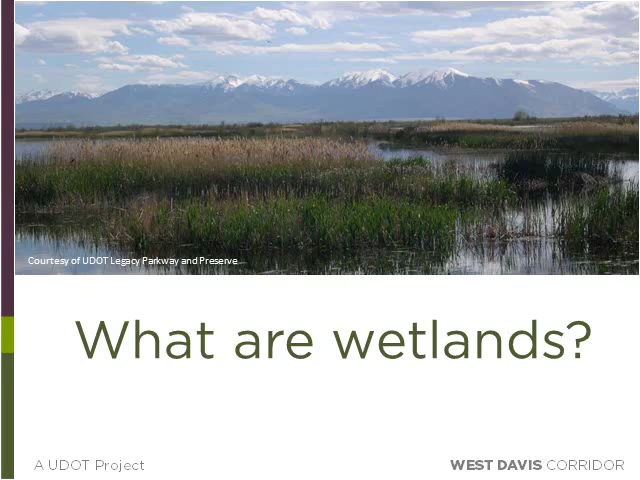 Courtesy of UDOT Legacy Parkway and Preserve
What are wetlands?
A UDOT Project
WEST DAVIS CORRIDOR